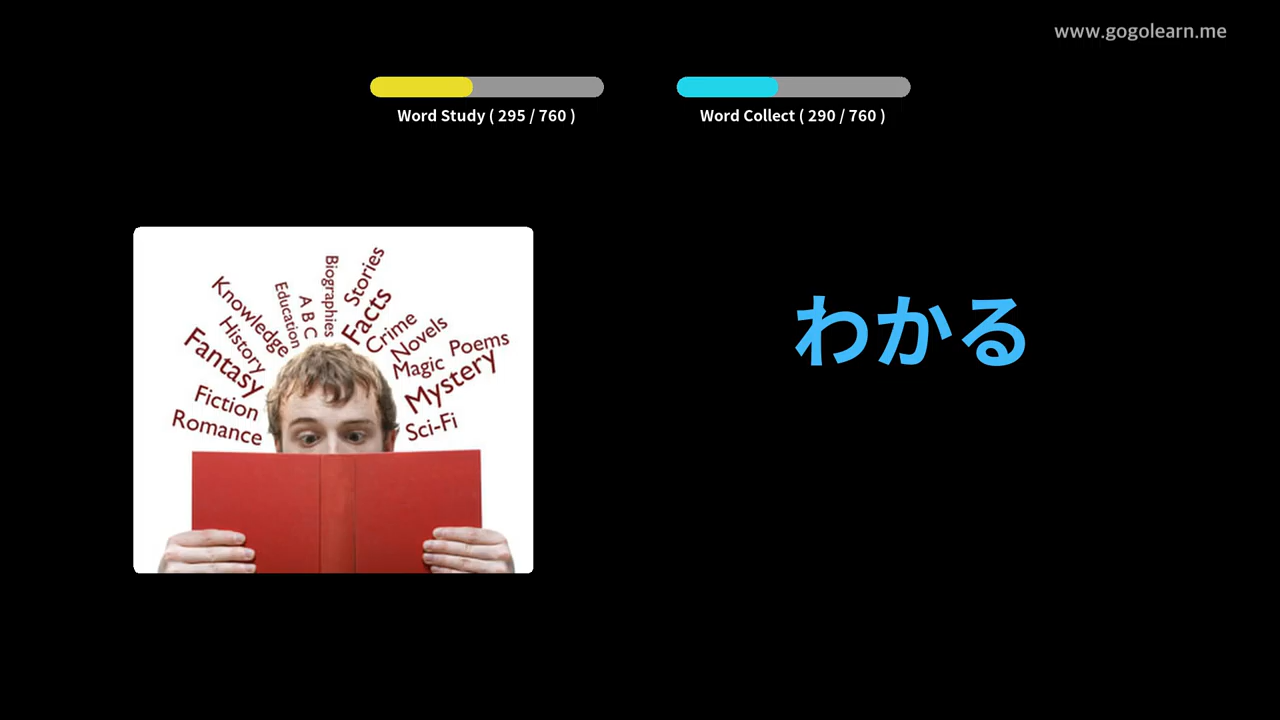 www.gogolearn.me
Word Study ( 295 / 760 )
Word Collect ( 290 / 760 )
Biographies
Stories
Education
A B C
Facts
Knowledge
Crime
History
Novels
Fantasy
Magic
Poems
Mystery
Fiction
Romance
Sci-Fi
わかる